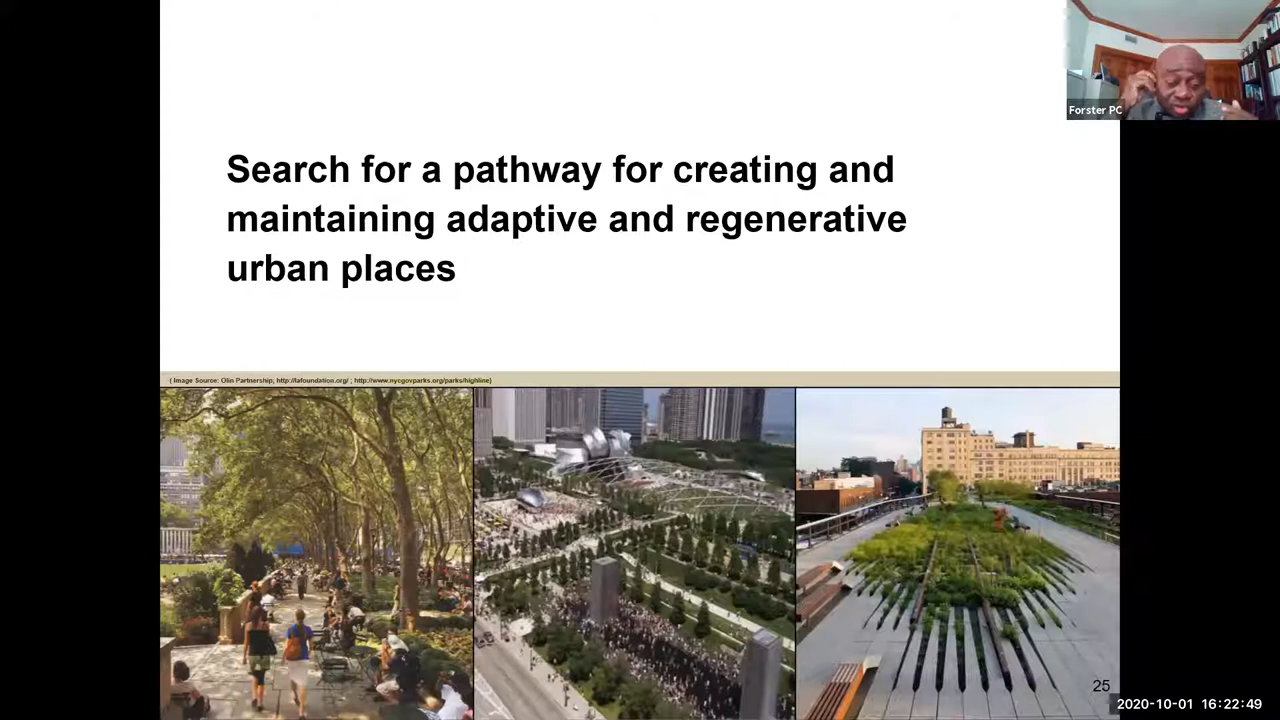 Forster PC
Search for a pathway for creating and
maintaining adaptive and regenerative
urban places
( Image Source: Olin Partnership; http://lafoundation.org/ ; http://www.nycgovparks.org/parks/highline)
25
2020-10-01 16:22:49